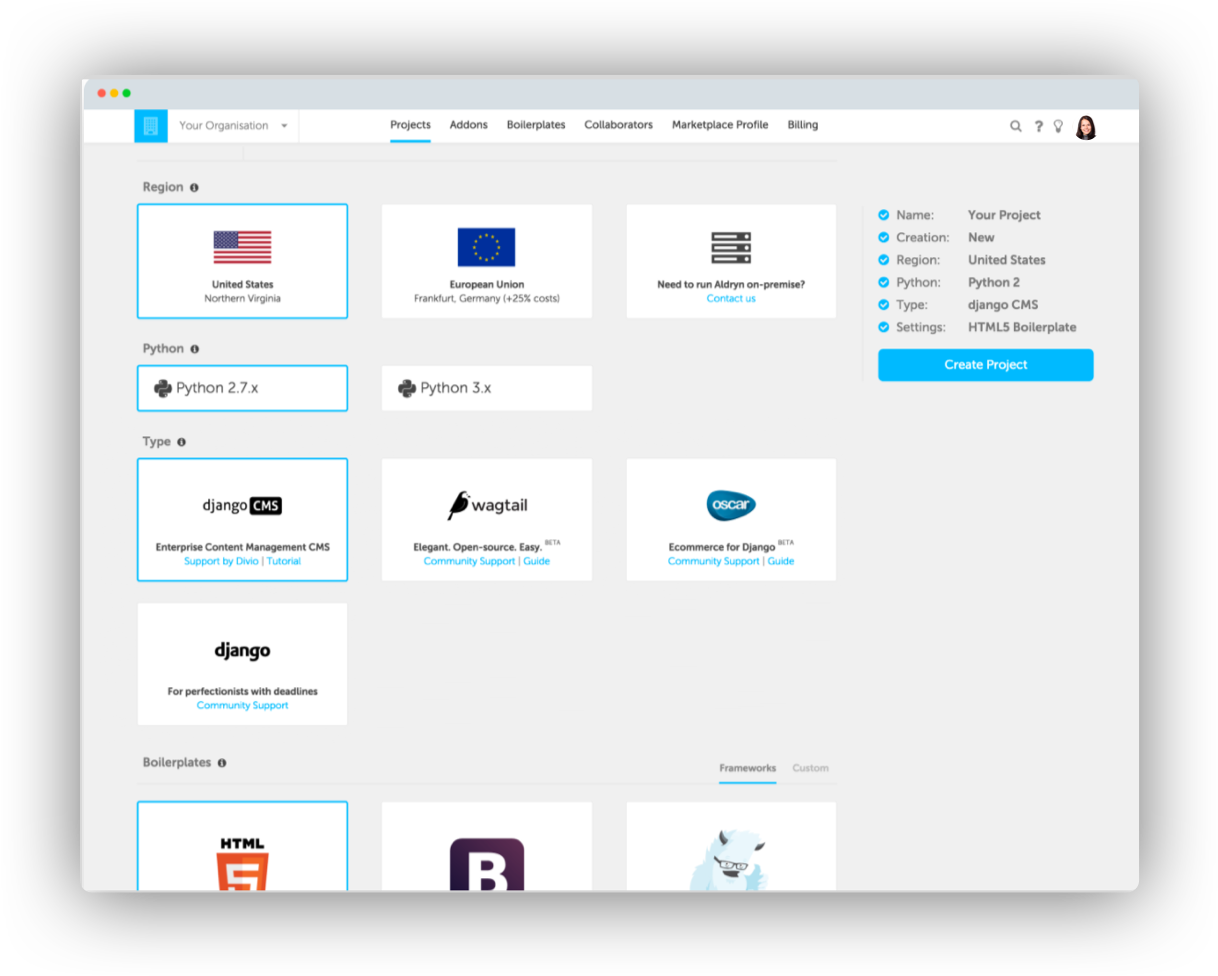 Your Organisation
Projects Addons Boilerplates Collaborators Marketplace Profile Billing
?
Region
United States
Northern Virginia
European Union
Frankfurt, Germany (+25% costs)
Need to run Aldryn on-premise?
Contact us
Python
Python 2.7.x
Python 3.x
Type
django CMS
Enterprise Content Management CMS
Support by Divio | Tutorial
wagtail
Elegant. Open-source. Easy. BETA
Community Support | Guide
oscar
Ecommerce for Django BETA
Community Support | Guide
django
For perfectionists with deadlines
Community Support
Boilerplates
Frameworks Custom
HTML
5
B
Name: Your Project
Creation: New
Region: United States
Python: Python 2
Type: django CMS
Settings: HTML5 Boilerplate
Create Project